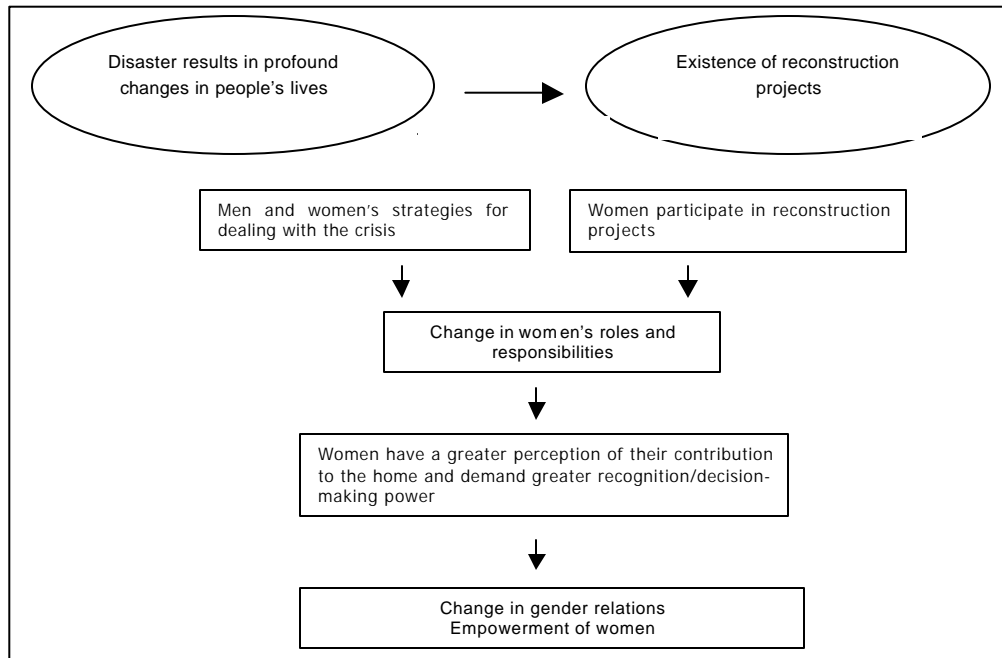 Disaster results in profound
changes in people's lives
Existence of reconstruction
projects
Men and women's strategies for
dealing with the crisis
Women participate in reconstruction
projects
Change in women's roles and
responsibilities
Women have a greater perception of their contribution
to the home and demand greater recognition/decision-
making power
Change in gender relations
Empowerment of women